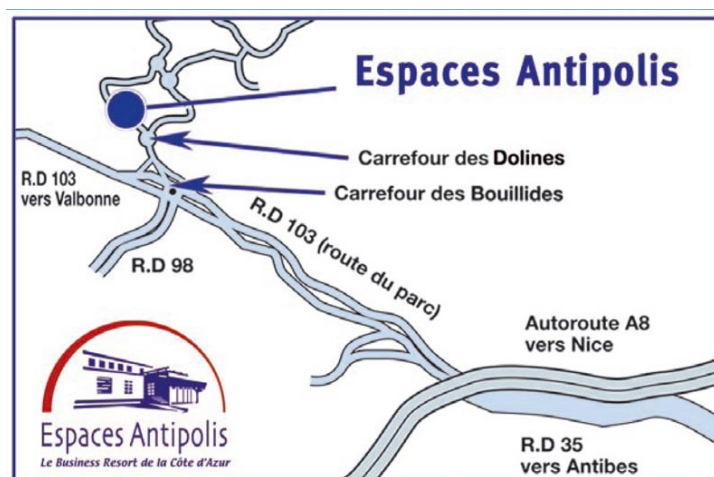 Espaces Antipolis
Carrefour des Dolines
Carrefour des Bouillides
R.D 103
vers Valbonne
R.D 98
R.D 103 (route du parc)
Autoroute A8
vers Nice
R.D 35
vers Antibes
Espaces Antipolis
Le Business Resort de la Côte d'Azur